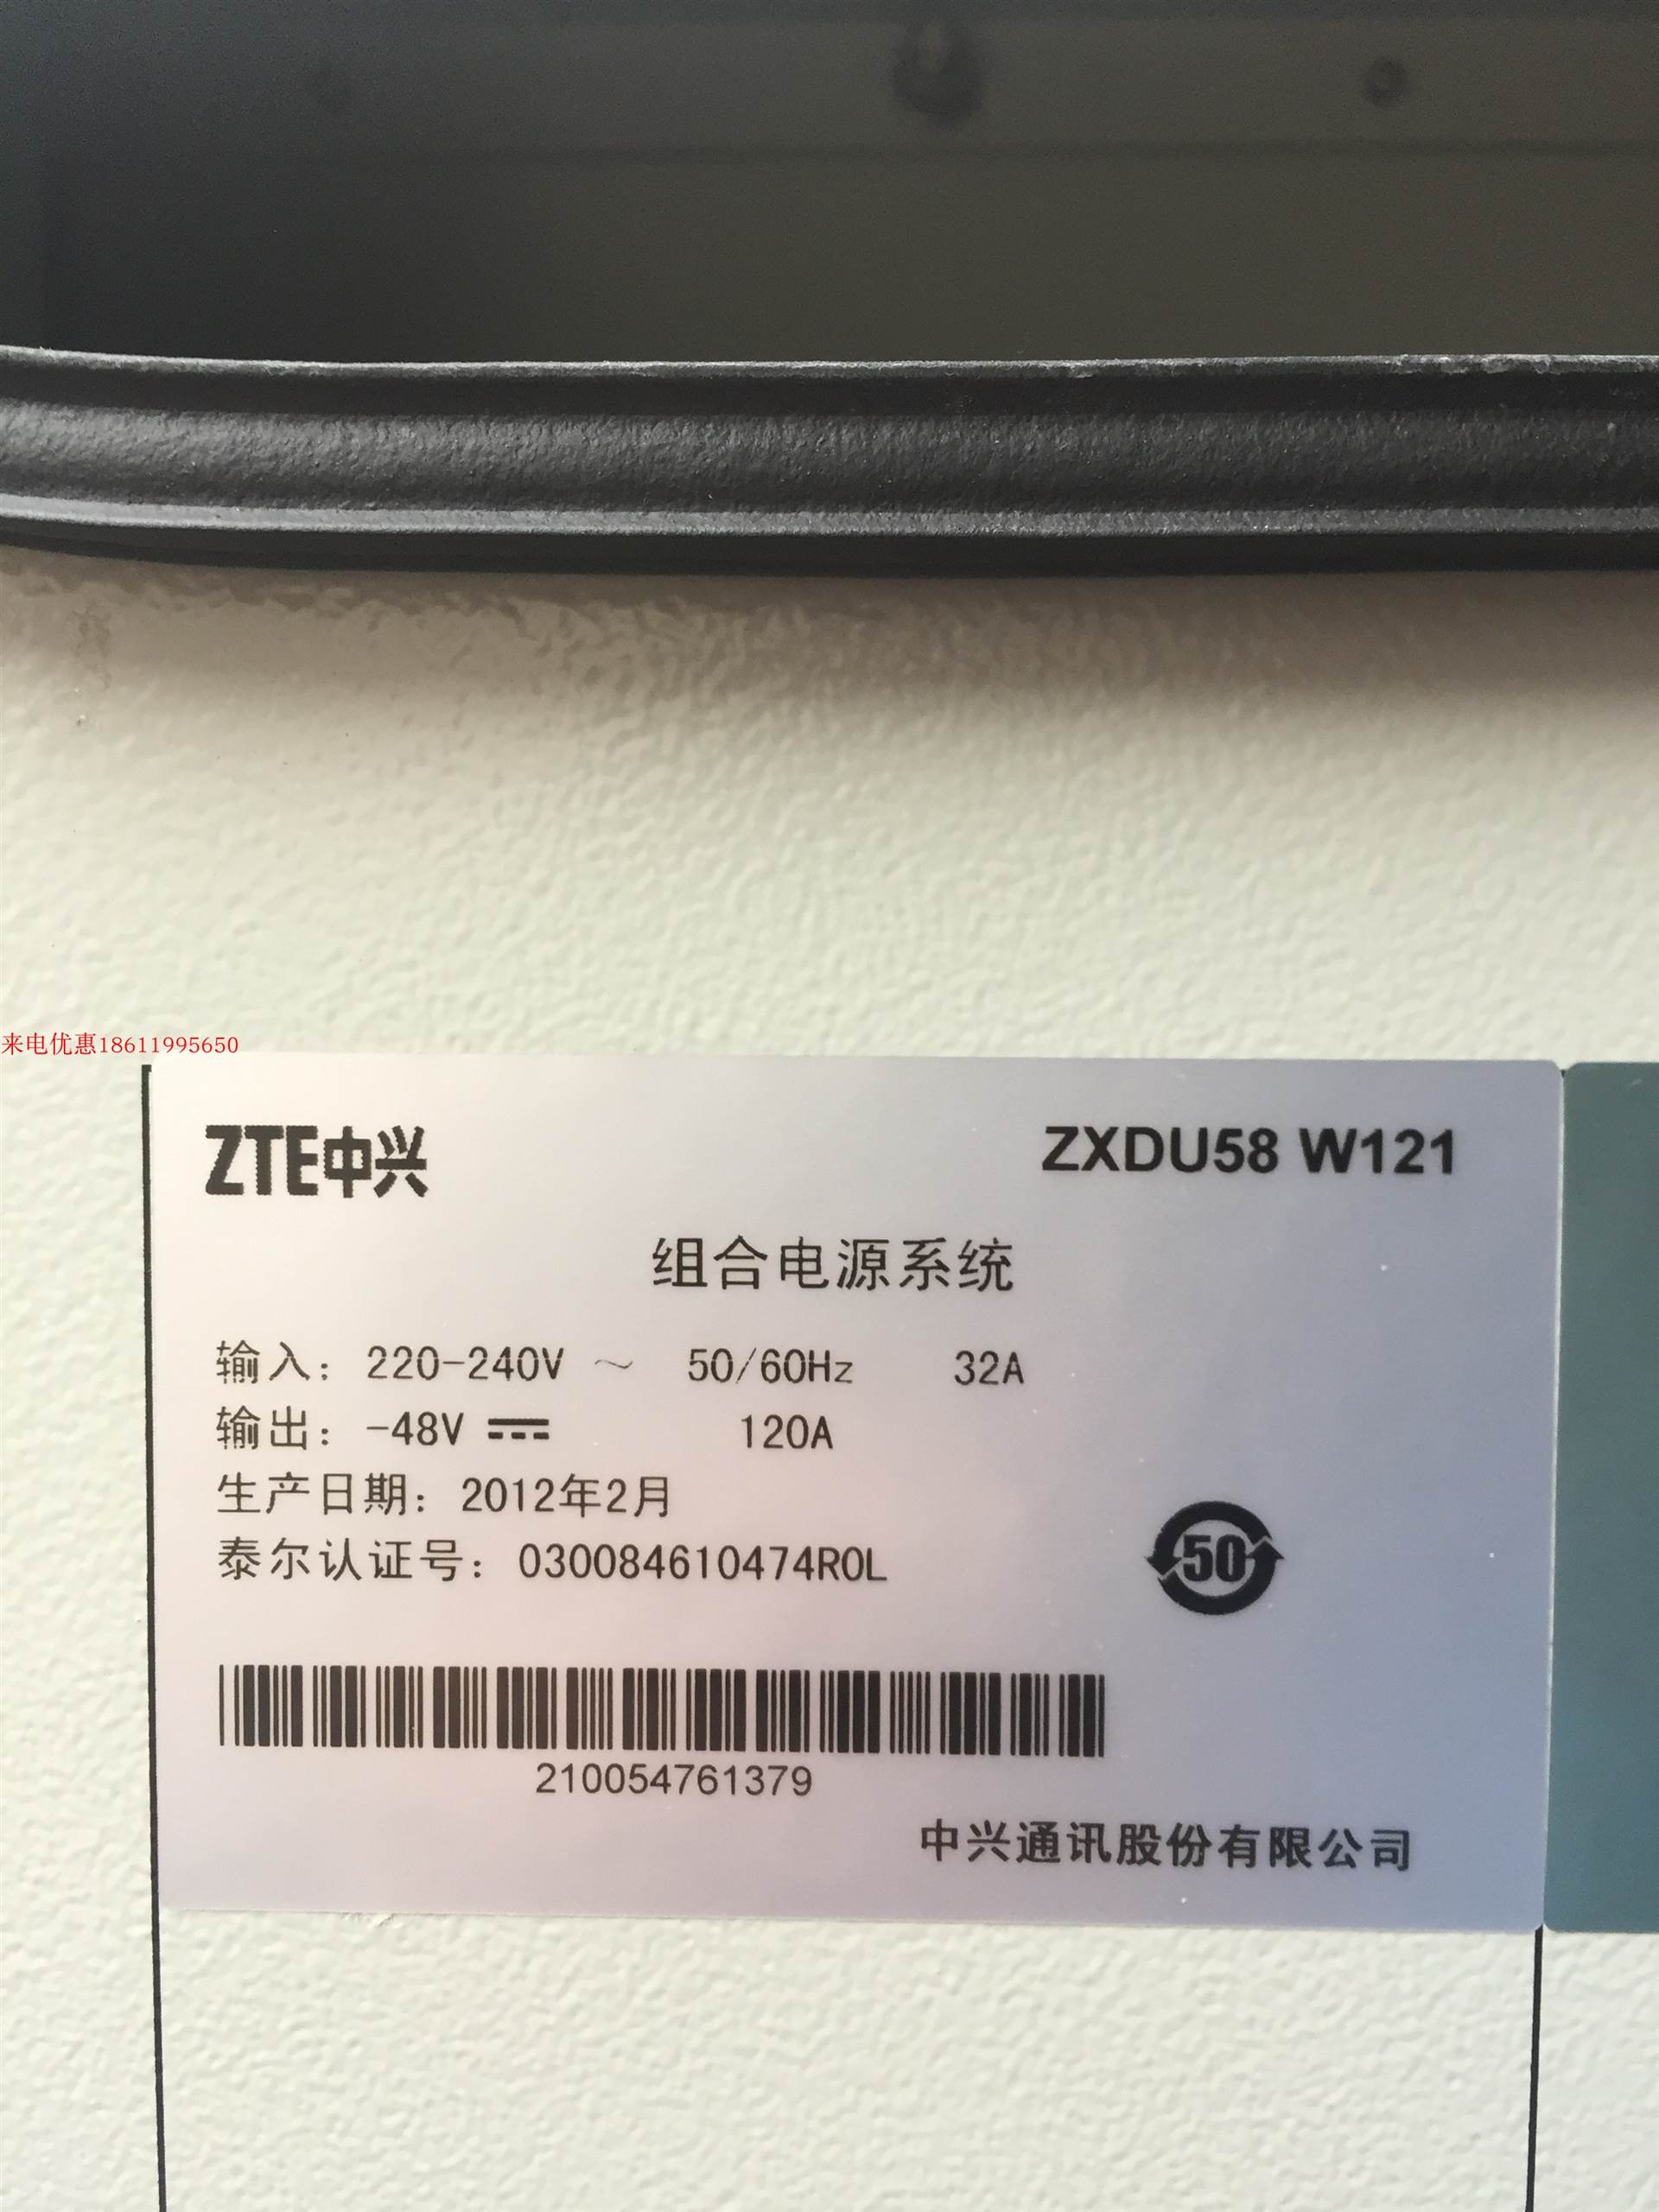 来电优惠18611995650
ZTE中兴 ZXDU58 W121
组合电源系统
输入: 220-240V ～ 50/60Hz 32A
输出: -48V ⎓ 120A
生产日期: 2012年2月
泰尔认证号: 030084610474R0L
50
210054761379
中兴通讯股份有限公司